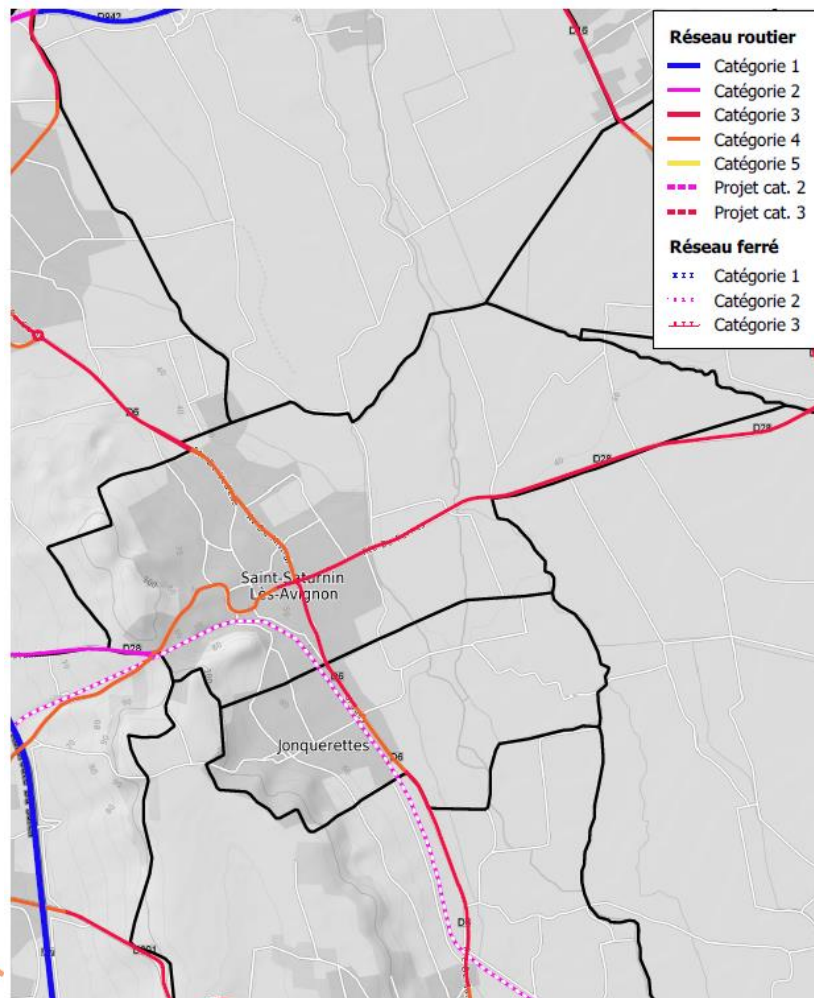 D942
D16
Réseau routier
Catégorie 1
Catégorie 2
Catégorie 3
Catégorie 4
Catégorie 5
Projet cat. 2
Projet cat. 3
Réseau ferré
Catégorie 1
Catégorie 2
Catégorie 3
D6
D28
D28
Saint-Saturnin
Lès-Avignon
D28
D6
Jonquerettes
D6